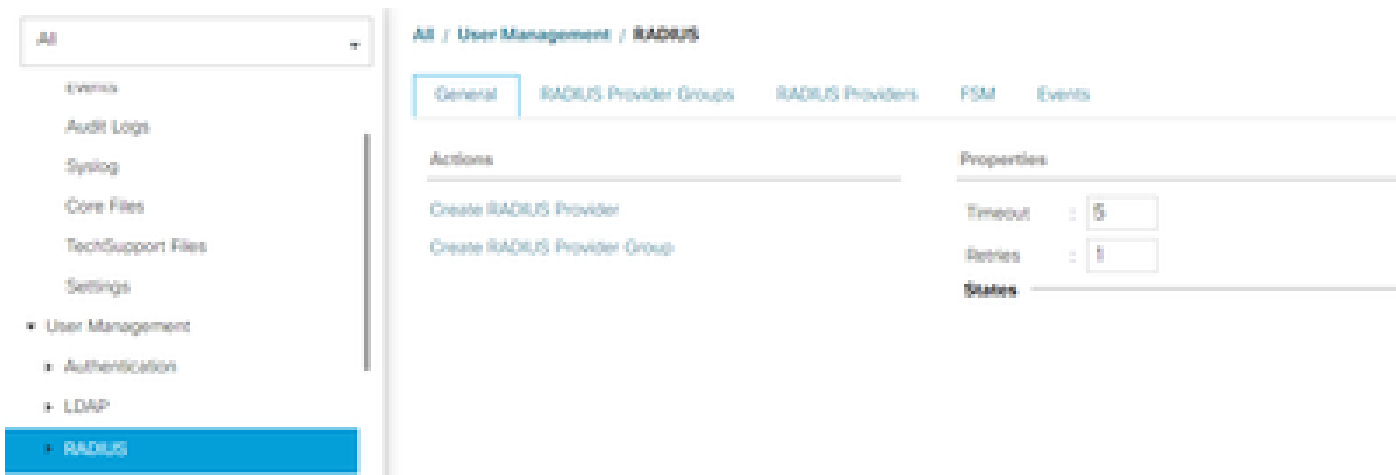 All
Events
Audit Logs
Syslog
Core Files
TechSupport Files
Settings
User Management
Authentication
LDAP
RADIUS
All / User Management / RADIUS
General RADIUS Provider Groups RADIUS Providers FSM Events
Actions
Create RADIUS Provider
Create RADIUS Provider Group
Properties
Timeout : 5
Retries : 1
States